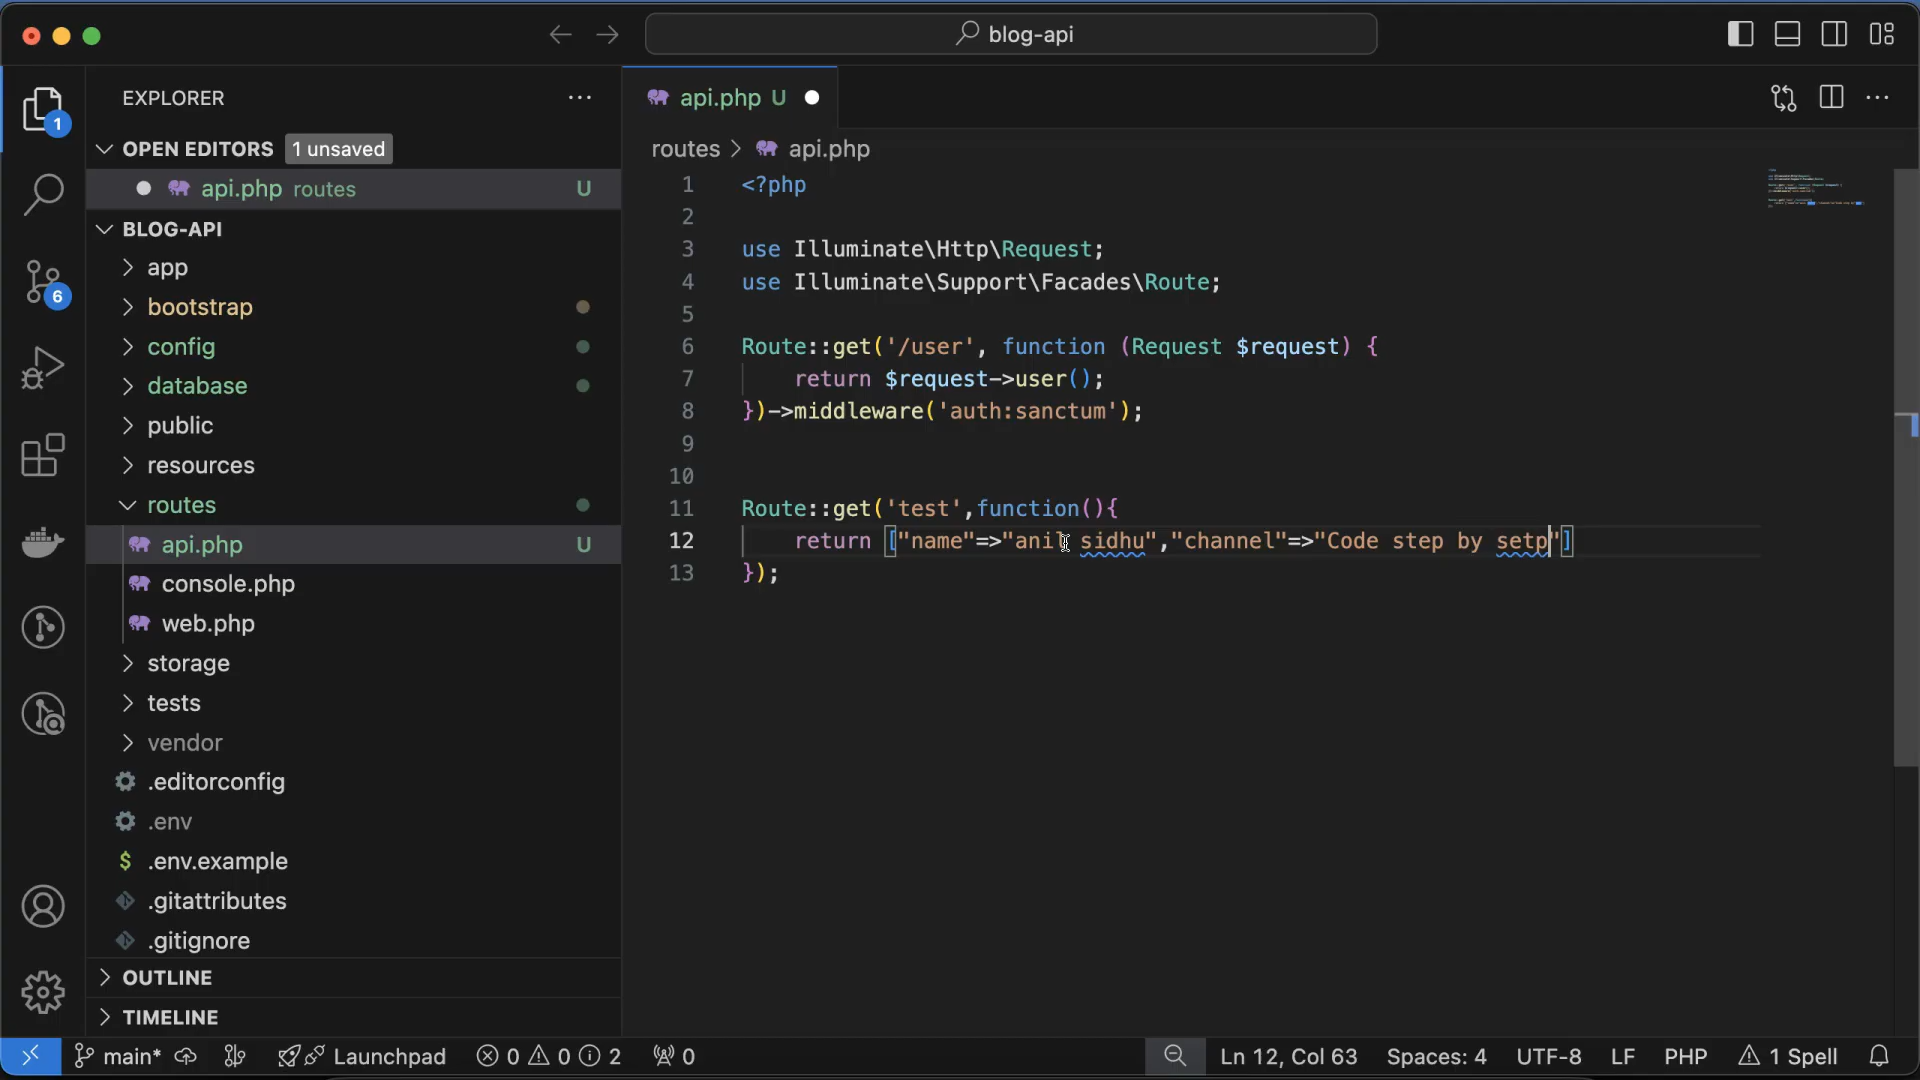 blog-api
EXPLORER
1
OPEN EDITORS 1 unsaved
api.php routes U
BLOG-API
app
bootstrap
config
database
public
resources
routes
api.php U
console.php
web.php
storage
tests
vendor
.editorconfig
.env
.env.example
.gitattributes
.gitignore
OUTLINE
TIMELINE
6
api.php U
routes > api.php
1 <?php
2
3 use Illuminate\Http\Request;
4 use Illuminate\Support\Facades\Route;
5
6 Route::get('/user', function (Request $request) {
7 return $request->user();
8 })->middleware('auth:sanctum');
9
10
11 Route::get('test',function(){
12 return ["name"=>"anil sidhu","channel"=>"Code step by setp"]
13 });
main* Launchpad 0 0 2 0 Ln 12, Col 63 Spaces: 4 UTF-8 LF PHP 1 Spell